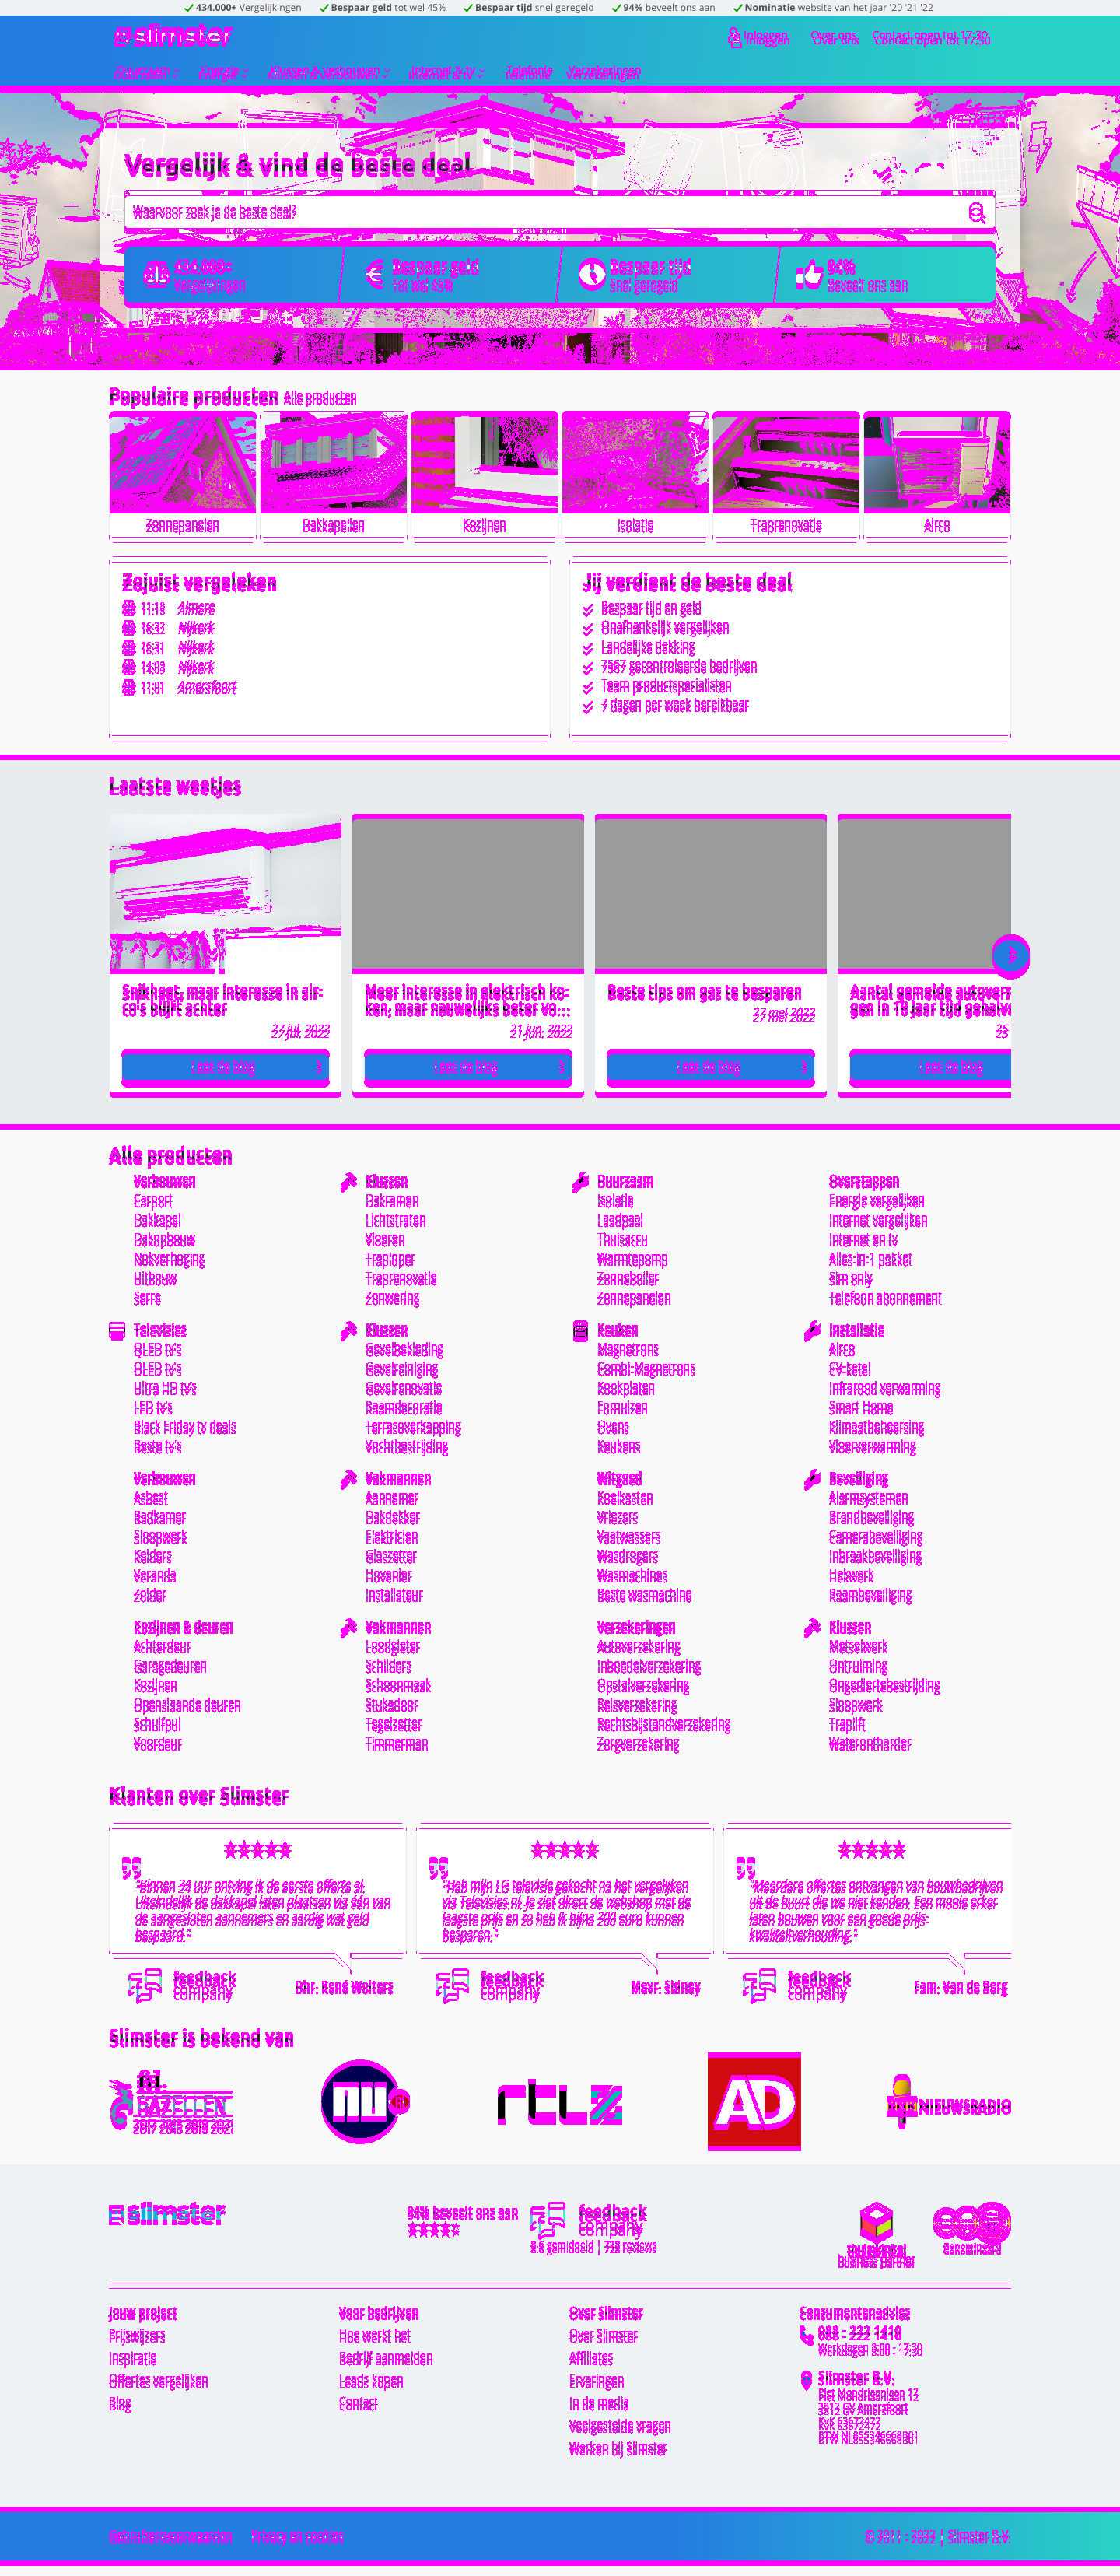 434.000+ Vergelijkingen Bespaar geld tot wel 45% Bespaar tijd snel geregeld 94% beveelt ons aan Nominatie website van het jaar '20 '21 '22
slimster
Inloggen Over ons Contact open tot 17:30
Internet & tv Telefonie Verzekeringen
Vergelijk & vind de beste deal
Waarvoor zoek je de beste deal?
434.000+ Bespaar geld Bespaar tijd 94%
vergelijkingen tot wel 45% snel geregeld beveelt ons aan
Populaire producten Alle producten
Zonnepanelen Dakkapellen Kozijnen Isolatie Traprenovatie Airco
Zojuist vergeleken
11:18 Almere
16:32 Nijkerk
16:31 Nijkerk
14:09 Nijkerk
11:01 Amersfoort
Jij verdient de beste deal
Bespaar tijd en geld
Onafhankelijk vergelijken
Landelijke dekking
7567 gecontroleerde bedrijven
Team productspecialisten
7 dagen per week bereikbaar
Laatste weetjes
Snikheet, maar interesse in air-
co's blijft achter
27 jul, 2022
Lees de blog
Meer interesse in elektrisch ko-
ken, maar nauwelijks beter vo...
21 jun, 2022
Lees de blog
Beste tips om gas te besparen
27 mei 2022
Lees de blog
Aantal gemelde autoverr
gen in 10 jaar tijd gehalve
25
Lees de blog
Alle producten
Verbouwen
Carport
Dakkapel
Dakopbouw
Nokverhoging
Uitbouw
Serre
Klussen
Dakramen
Lichtstraten
Vloeren
Traploper
Traprenovatie
Zonwering
Duurzaam
Isolatie
Laadpaal
Thuisaccu
Warmtepomp
Zonneboiler
Zonnepanelen
Overstappen
Energie vergelijken
Internet vergelijken
Internet en tv
Alles-in-1 pakket
Sim only
Telefoon abonnement
Televisies
QLED tv's
OLED tv's
Ultra HD tv's
LED tv's
Black Friday tv deals
Beste tv's
Klussen
Gevelbekleding
Gevelreiniging
Gevelrenovatie
Raamdecoratie
Terrasoverkapping
Vochtbestrijding
Keuken
Magnetrons
Combi-Magnetrons
Kookplaten
Fornuizen
Ovens
Keukens
Installatie
Airco
CV-ketel
Infrarood verwarming
Smart Home
Klimaatbeheersing
Vloerverwarming
Verbouwen
Asbest
Badkamer
Sloopwerk
Kelders
Veranda
Zolder
Vakmannen
Aannemer
Dakdekker
Elektricien
Glaszetter
Hovenier
Installateur
Witgoed
Koelkasten
Vriezers
Vaatwassers
Wasdrogers
Wasmachines
Beste wasmachine
Beveiliging
Alarmsystemen
Brandbeveiliging
Camerabeveiliging
Inbraakbeveiliging
Hekwerk
Raambeveiliging
Kozijnen & deuren
Achterdeur
Garagedeuren
Kozijnen
Openslaande deuren
Schuifpui
Voordeur
Vakmannen
Loodgieter
Schilders
Schoonmaak
Stukadoor
Tegelzetter
Timmerman
Verzekeringen
Autoverzekering
Inboedelverzekering
Opstalverzekering
Reisverzekering
Rechtsbijstandverzekering
Zorgverzekering
Klussen
Metselwerk
Ontruiming
Ongediertebestrijding
Sloopwerk
Traplift
Waterontharder
Klanten over Slimster
"Binnen 24 uur ontving ik de eerste offerte al.
Uiteindelijk de dakkapel laten plaatsen via één van
de aangesloten aannemers en aardig wat geld
bespaard."
feedback
company
Dhr. René Wolters
"Heb mijn LG televisie gekocht na het vergelijken
via Televisies.nl. Je ziet direct de webshop met de
laagste prijs en zo heb ik bijna 200 euro kunnen
besparen."
feedback
company
Mevr. Sidney
"Meerdere offertes ontvangen van bouwbedrijven
uit de buurt die we niet kenden. Een mooie erker
laten bouwen voor een goede prijs-
kwaliteitverhouding."
feedback
company
Fam. Van de Berg
Slimster is bekend van
GAZELLEN
2017 2018 2019 2021
nu
rtl z
AD
NIEUWSRADIO
slimster
94% beveelt ons aan
feedback
company
thuiswinkel
business partner
Genomineerd
Jouw project
Prijswijzers
Inspiratie
Offertes vergelijken
Blog
Voor bedrijven
Hoe werkt het
Bedrijf aanmelden
Leads kopen
Contact
Over Slimster
Over Slimster
Affiliates
Ervaringen
In de media
Veelgestelde vragen
Werken bij Slimster
Consumentenadvies
088 - 222 1410
Werkdagen 8:00 - 17:30
Slimster B.V.
Piet Mondriaanlaan 12
3812 GV Amersfoort
KvK 63672472
Gebruikersvoorwaarden Privacy en cookies
© 2011 - 2022 | Slimster B.V.